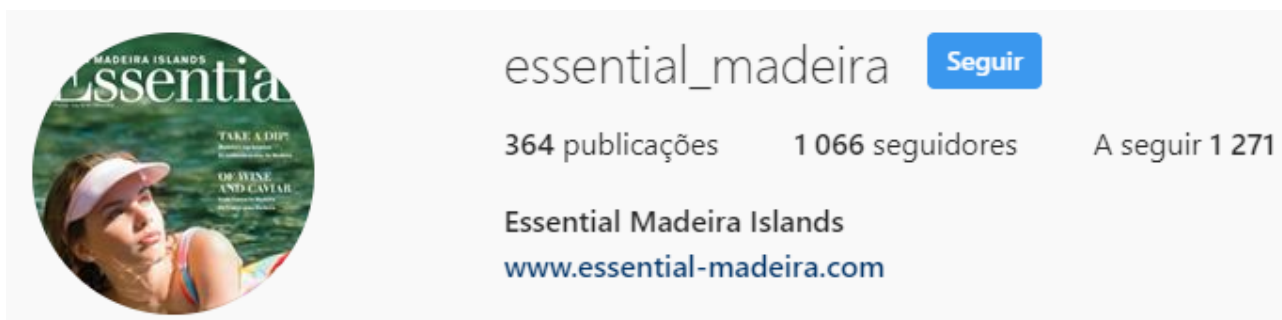 MADEIRA ISLANDS
Essential
TAKE A DIP!
OF WINE
AND CAVIAR
essential_madeira Seguir
364 publicações 1 066 seguidores A seguir 1 271
Essential Madeira Islands
www.essential-madeira.com